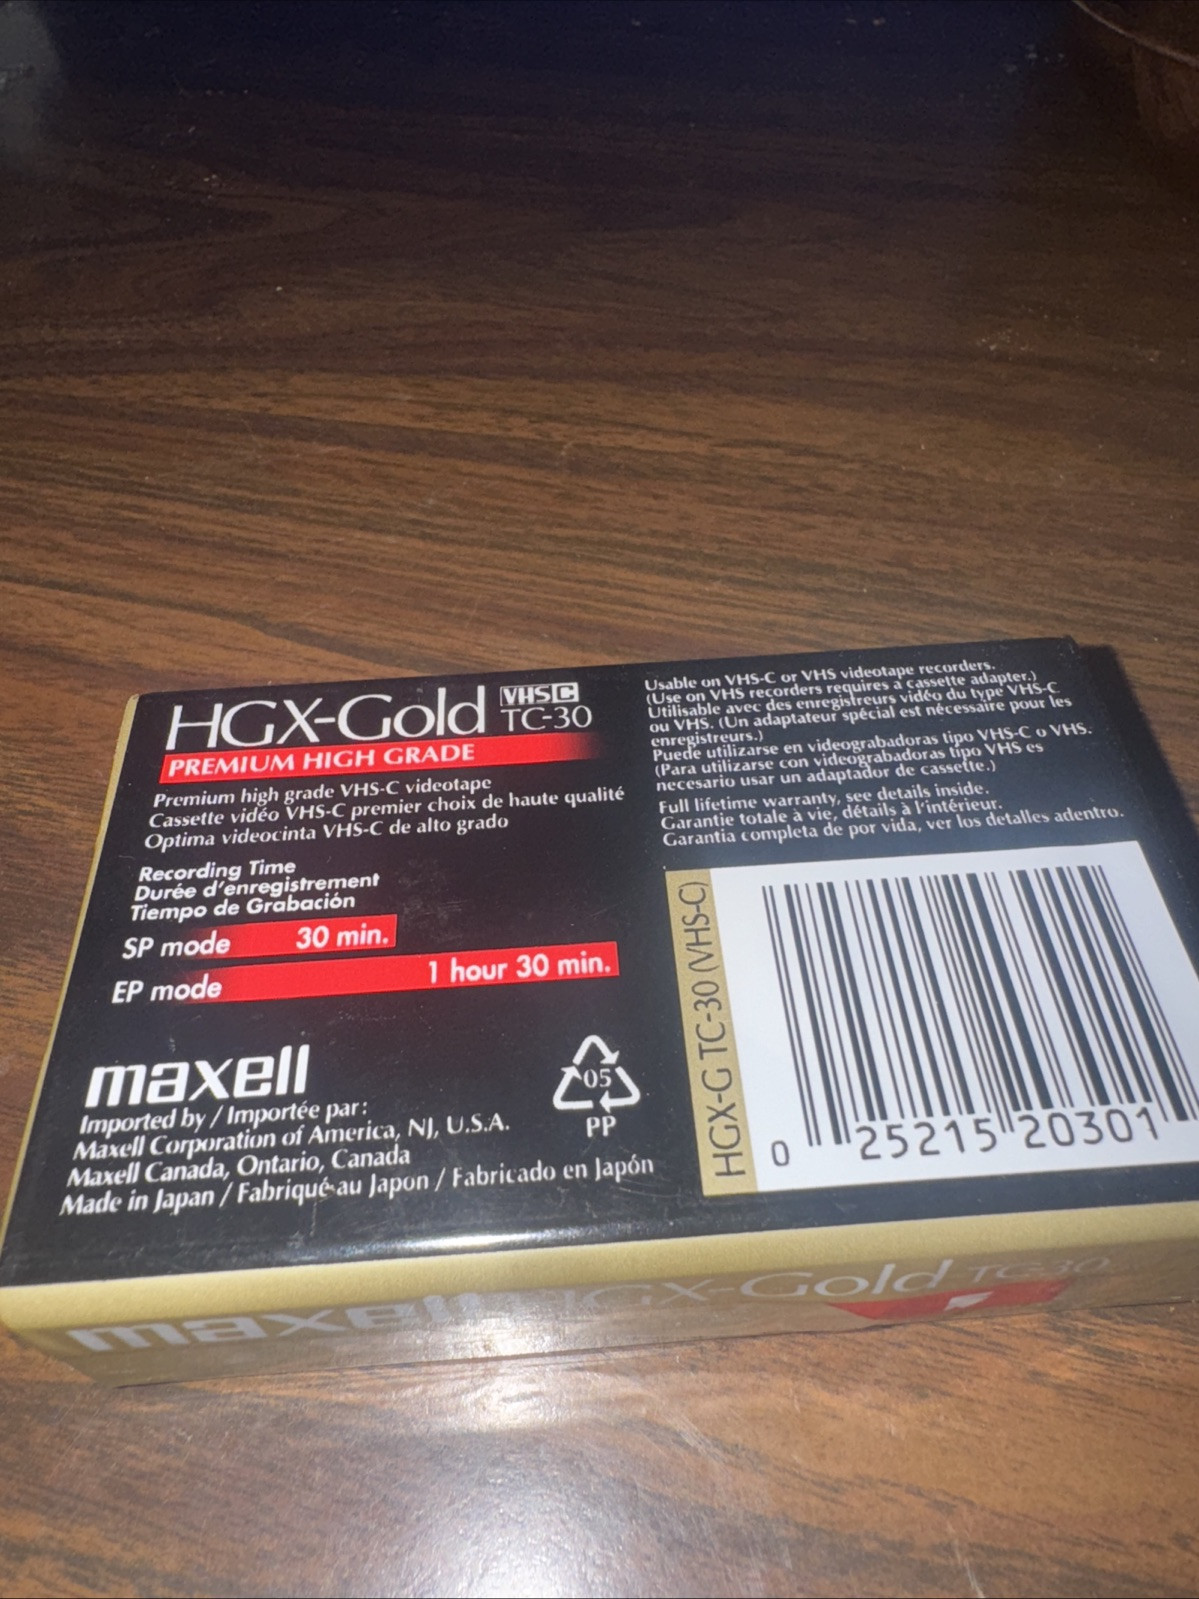 HGX-Gold VHS C TC-30
PREMIUM HIGH GRADE
Premium high grade VHS-C videotape
Cassette vidéo VHS-C premier choix de haute qualité
Optima videocinta VHS-C de alto grado
Recording Time
Durée d'enregistrement
Tiempo de Grabación
SP mode 30 min.
EP mode 1 hour 30 min.
maxell
Imported by / Importée par:
Maxell Corporation of America, NJ, U.S.A.
Maxell Canada, Ontario, Canada
Made in Japan / Fabriqué au Japon / Fabricado en Japón
05
PP
Usable on VHS-C or VHS videotape recorders.
(Use on VHS recorders requires a cassette adapter.)
Utilisable avec des enregistreurs vidéo du type VHS-C
ou VHS. (Un adaptateur spécial est nécessaire pour les
enregistreurs.)
Puede utilizarse en videograbadoras tipo VHS-C o VHS.
(Para utilizarse con videograbadoras tipo VHS es
necesario usar un adaptador de cassette.)
Full lifetime warranty, see details inside.
Garantie totale à vie, détails à l'intérieur.
Garantia completa de por vida, ver los detalles adentro.
HGX-G TC-30 (VHS-C)
0 25215 20301
maxell HGX-Gold TC-30